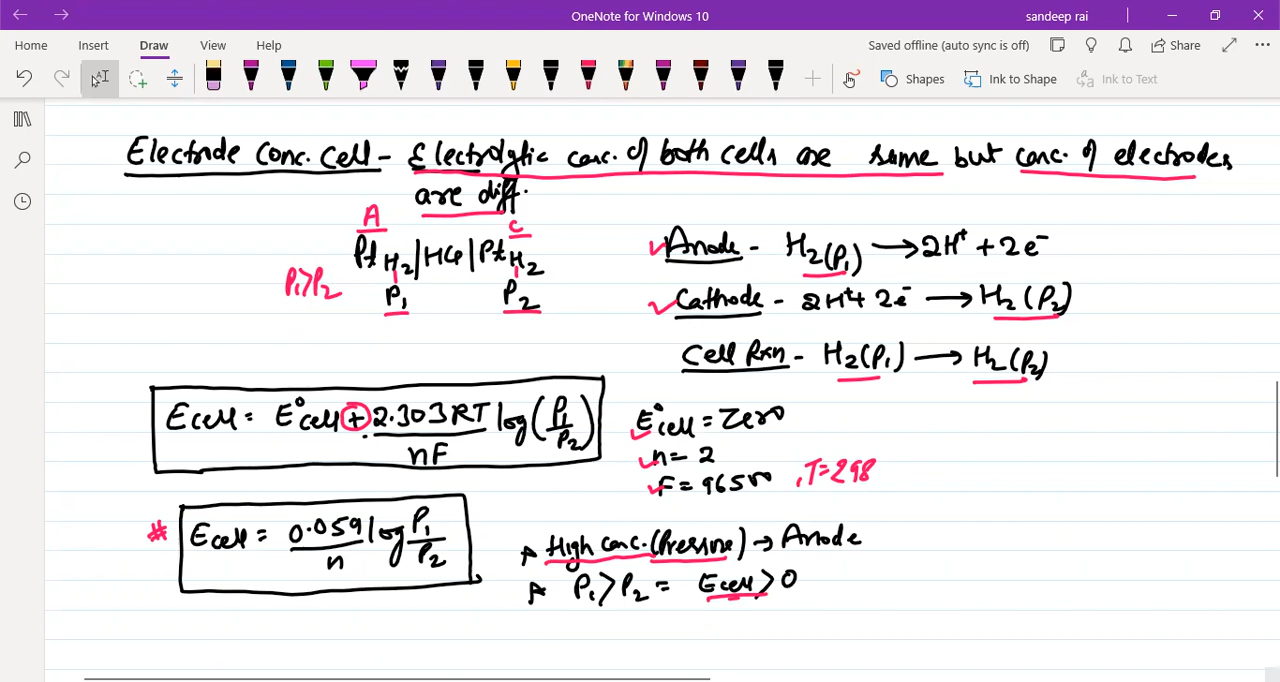 OneNote for Windows 10
sandeep rai
Home Insert Draw View Help
Saved offline (auto sync is off)
Share
Shapes
Ink to Shape
Ink to Text
Electrode Conc. Cell - Electrolytic conc. of both cells are same but conc. of electrodes
are diff.
A C
Pt H2 | HCl | Pt H2
P1>P2 P1 P2
Anode - H2(P1) → 2H+ + 2e-
Cathode - 2H+ + 2e- → H2(P2)
Cell Rxn - H2(P1) → H2(P2)
Ecell = E°cell + 2.303RT/nF log(P1/P2)
E°cell = Zero
n = 2
F = 96500 , T=298
# Ecell = 0.059/n log P1/P2
High conc. (Pressure) → Anode
P1>P2 = Ecell>0